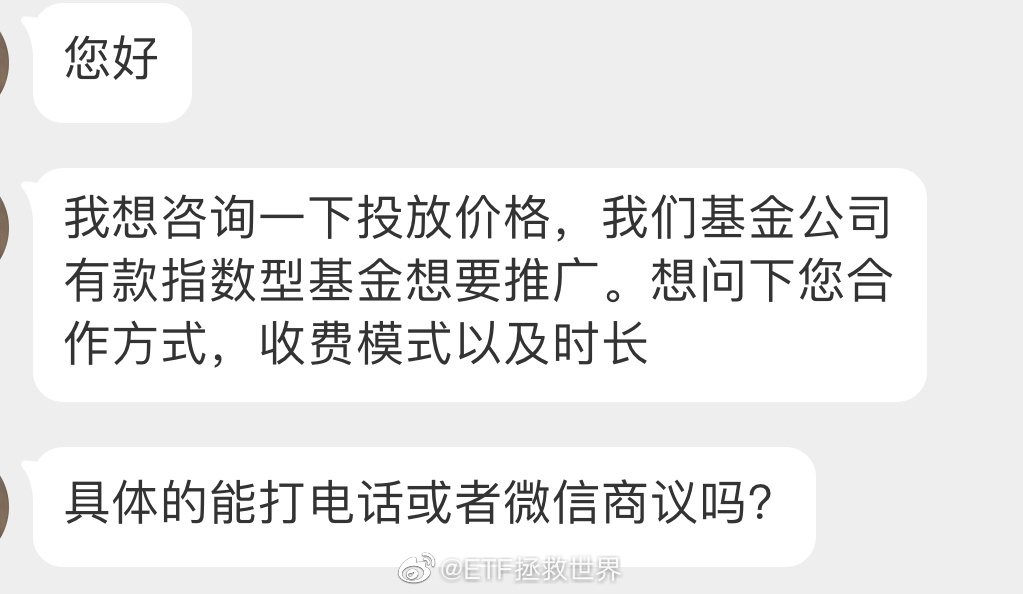 您好
我想咨询一下投放价格，我们基金公司
有款指数型基金想要推广。想问下您合
作方式，收费模式以及时长
具体的能打电话或者微信商议吗？
@ETF拯救世界